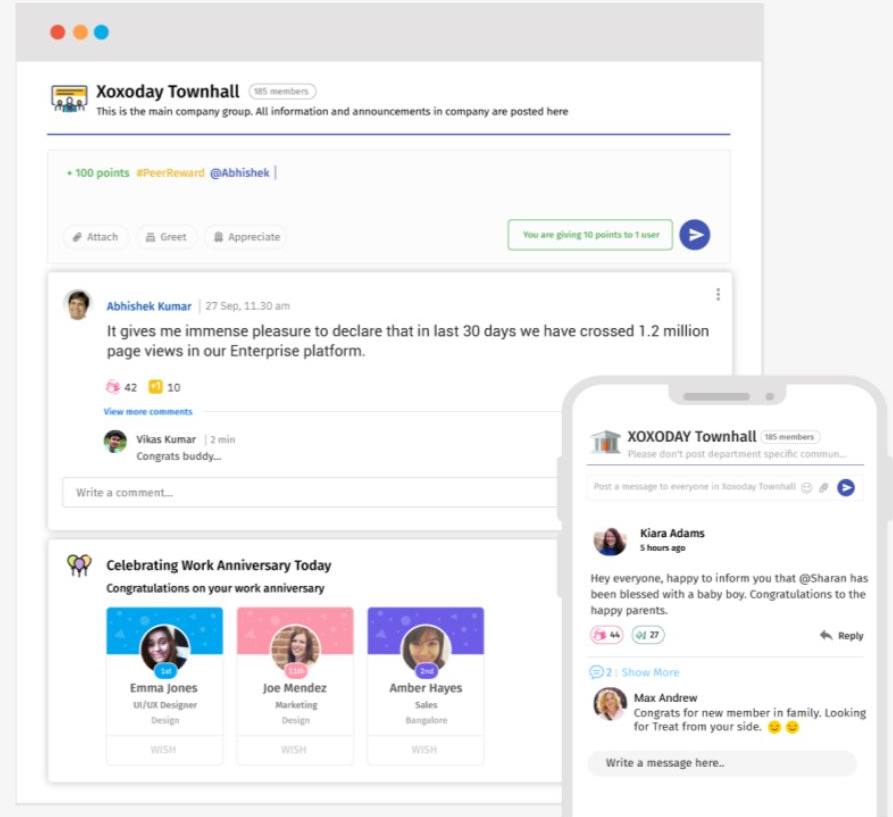 Xoxoday Townhall 185 members
This is the main company group. All information and announcements in company are posted here
+ 100 points #PeerReward @Abhishek
Attach Greet Appreciate
You are giving 10 points to 1 user
Abhishek Kumar | 27 Sep, 11.30 am
It gives me immense pleasure to declare that in last 30 days we have crossed 1.2 million
page views in our Enterprise platform.
42 +1 10
View more comments
Vikas Kumar | 2 min
Congrats buddy...
Write a comment...
Celebrating Work Anniversary Today
Congratulations on your work anniversary
1st 11th 2nd
Emma Jones Joe Mendez Amber Hayes
UI/UX Designer Marketing Sales
Design Design Bangalore
WISH WISH WISH
XOXODAY Townhall 185 members
Please don't post department specific commun...
Post a message to everyone in Xoxoday Townhall
Kiara Adams
5 hours ago
Hey everyone, happy to inform you that @Sharan has
been blessed with a baby boy. Congratulations to the
happy parents.
44 27 Reply
2 | Show More
Max Andrew
Congrats for new member in family. Looking
for Treat from your side. 😊 😊
Write a message here..